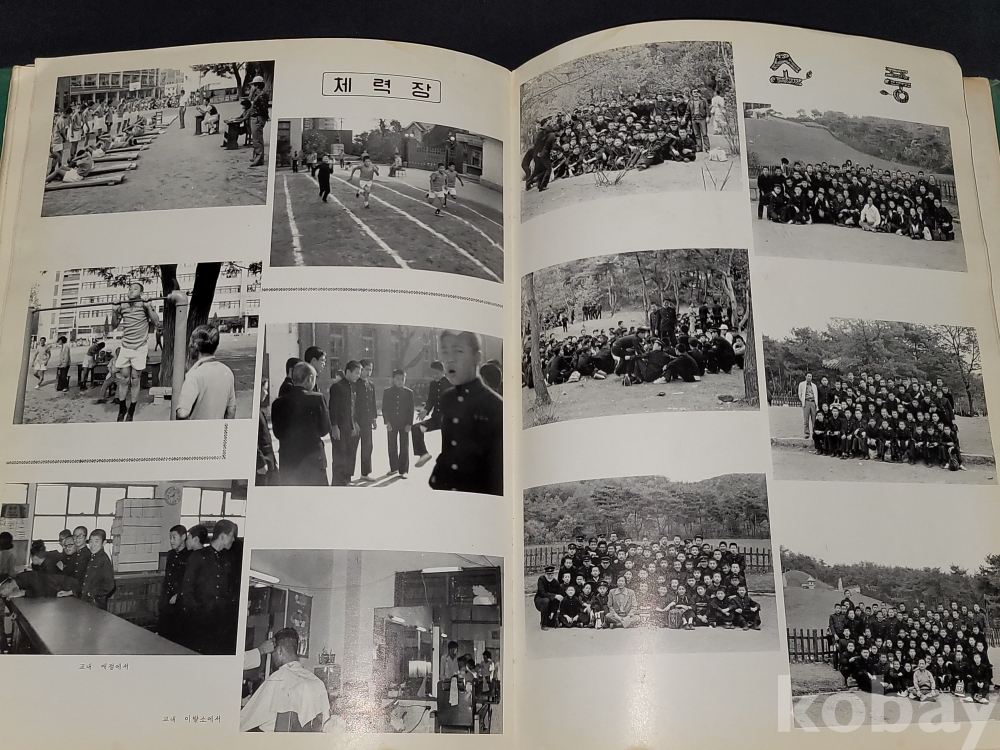 체력장
소풍
교내 매점에서
교내 이발소에서
kobay